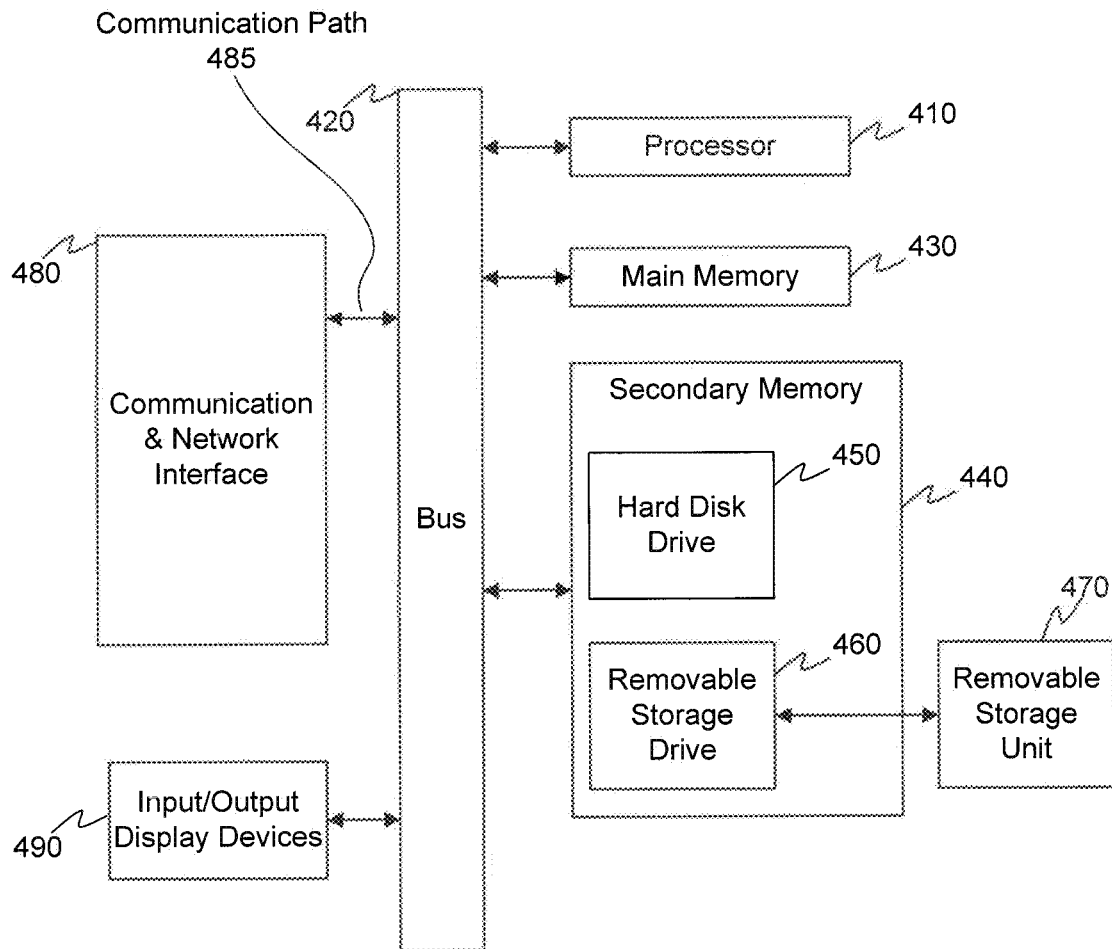 Communication Path
485
420
410
Processor
480
430
Main Memory
Secondary Memory
Communication
& Network
Interface
450
440
Hard Disk
Drive
Bus
470
460
Removable
Storage
Drive
Removable
Storage
Unit
Input/Output
Display Devices
490